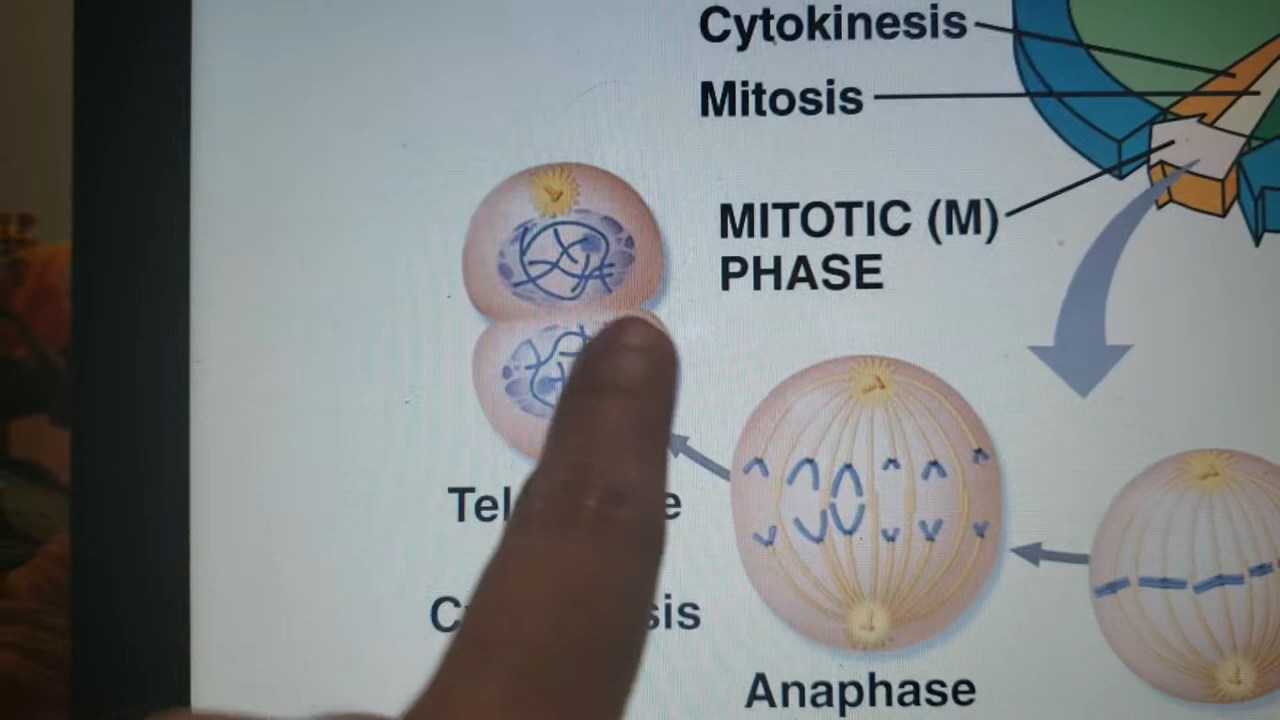 Cytokinesis
Mitosis
MITOTIC (M)
PHASE
Anaphase